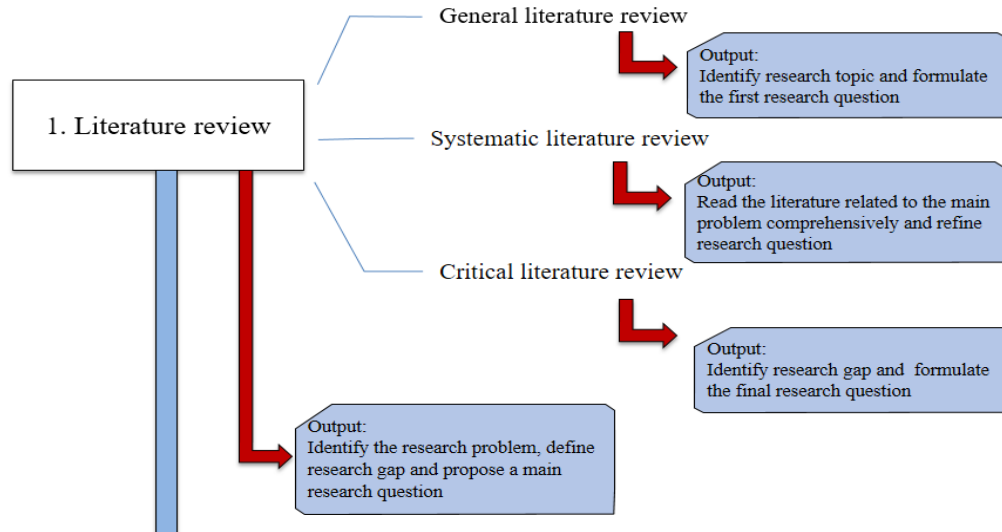 General literature review
Output:
Identify research topic and formulate
the first research question
1. Literature review
Systematic literature review
Output:
Read the literature related to the main
problem comprehensively and refine
research question
Critical literature review
Output:
Identify research gap and formulate
the final research question
Output:
Identify the research problem, define
research gap and propose a main
research question